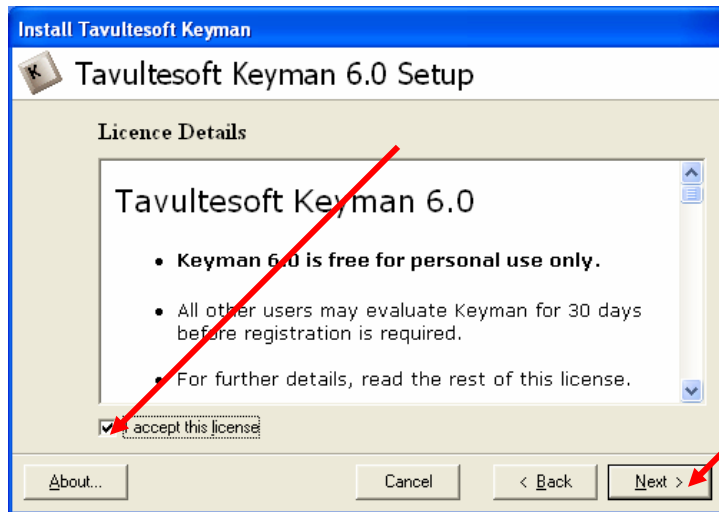 Install Tavultesoft Keyman
K
Tavultesoft Keyman 6.0 Setup
Licence Details
Tavultesoft Keyman 6.0
• Keyman 6.0 is free for personal use only.
• All other users may evaluate Keyman for 30 days
before registration is required.
• For further details, read the rest of this license.
I accept this license
About... Cancel < Back Next >